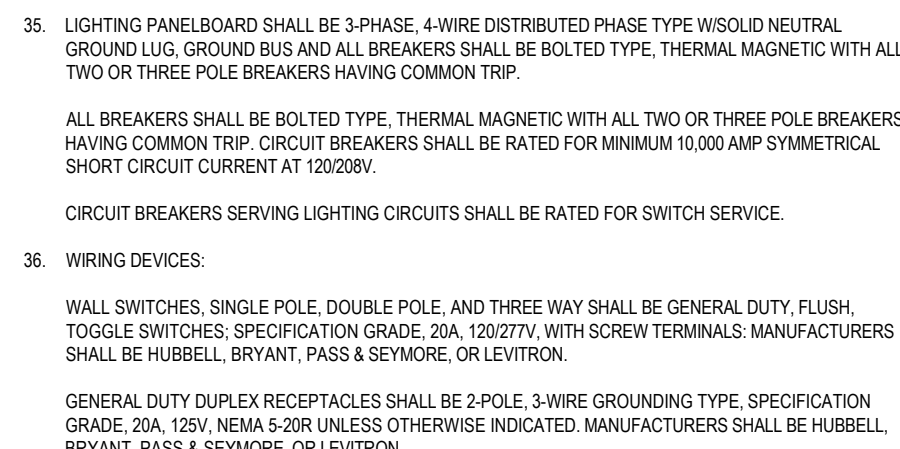 35. LIGHTING PANELBOARD SHALL BE 3-PHASE, 4-WIRE DISTRIBUTED PHASE TYPE W/SOLID NEUTRAL
GROUND LUG, GROUND BUS AND ALL BREAKERS SHALL BE BOLTED TYPE, THERMAL MAGNETIC WITH ALL
TWO OR THREE POLE BREAKERS HAVING COMMON TRIP.
ALL BREAKERS SHALL BE BOLTED TYPE, THERMAL MAGNETIC WITH ALL TWO OR THREE POLE BREAKERS
HAVING COMMON TRIP. CIRCUIT BREAKERS SHALL BE RATED FOR MINIMUM 10,000 AMP SYMMETRICAL
SHORT CIRCUIT CURRENT AT 120/208V.
CIRCUIT BREAKERS SERVING LIGHTING CIRCUITS SHALL BE RATED FOR SWITCH SERVICE.
36. WIRING DEVICES:
WALL SWITCHES, SINGLE POLE, DOUBLE POLE, AND THREE WAY SHALL BE GENERAL DUTY, FLUSH,
TOGGLE SWITCHES; SPECIFICATION GRADE, 20A, 120/277V, WITH SCREW TERMINALS: MANUFACTURERS
SHALL BE HUBBELL, BRYANT, PASS & SEYMORE, OR LEVITRON.
GENERAL DUTY DUPLEX RECEPTACLES SHALL BE 2-POLE, 3-WIRE GROUNDING TYPE, SPECIFICATION
GRADE, 20A, 125V, NEMA 5-20R UNLESS OTHERWISE INDICATED. MANUFACTURERS SHALL BE HUBBELL,
BRYANT, PASS & SEYMORE, OR LEVITRON.